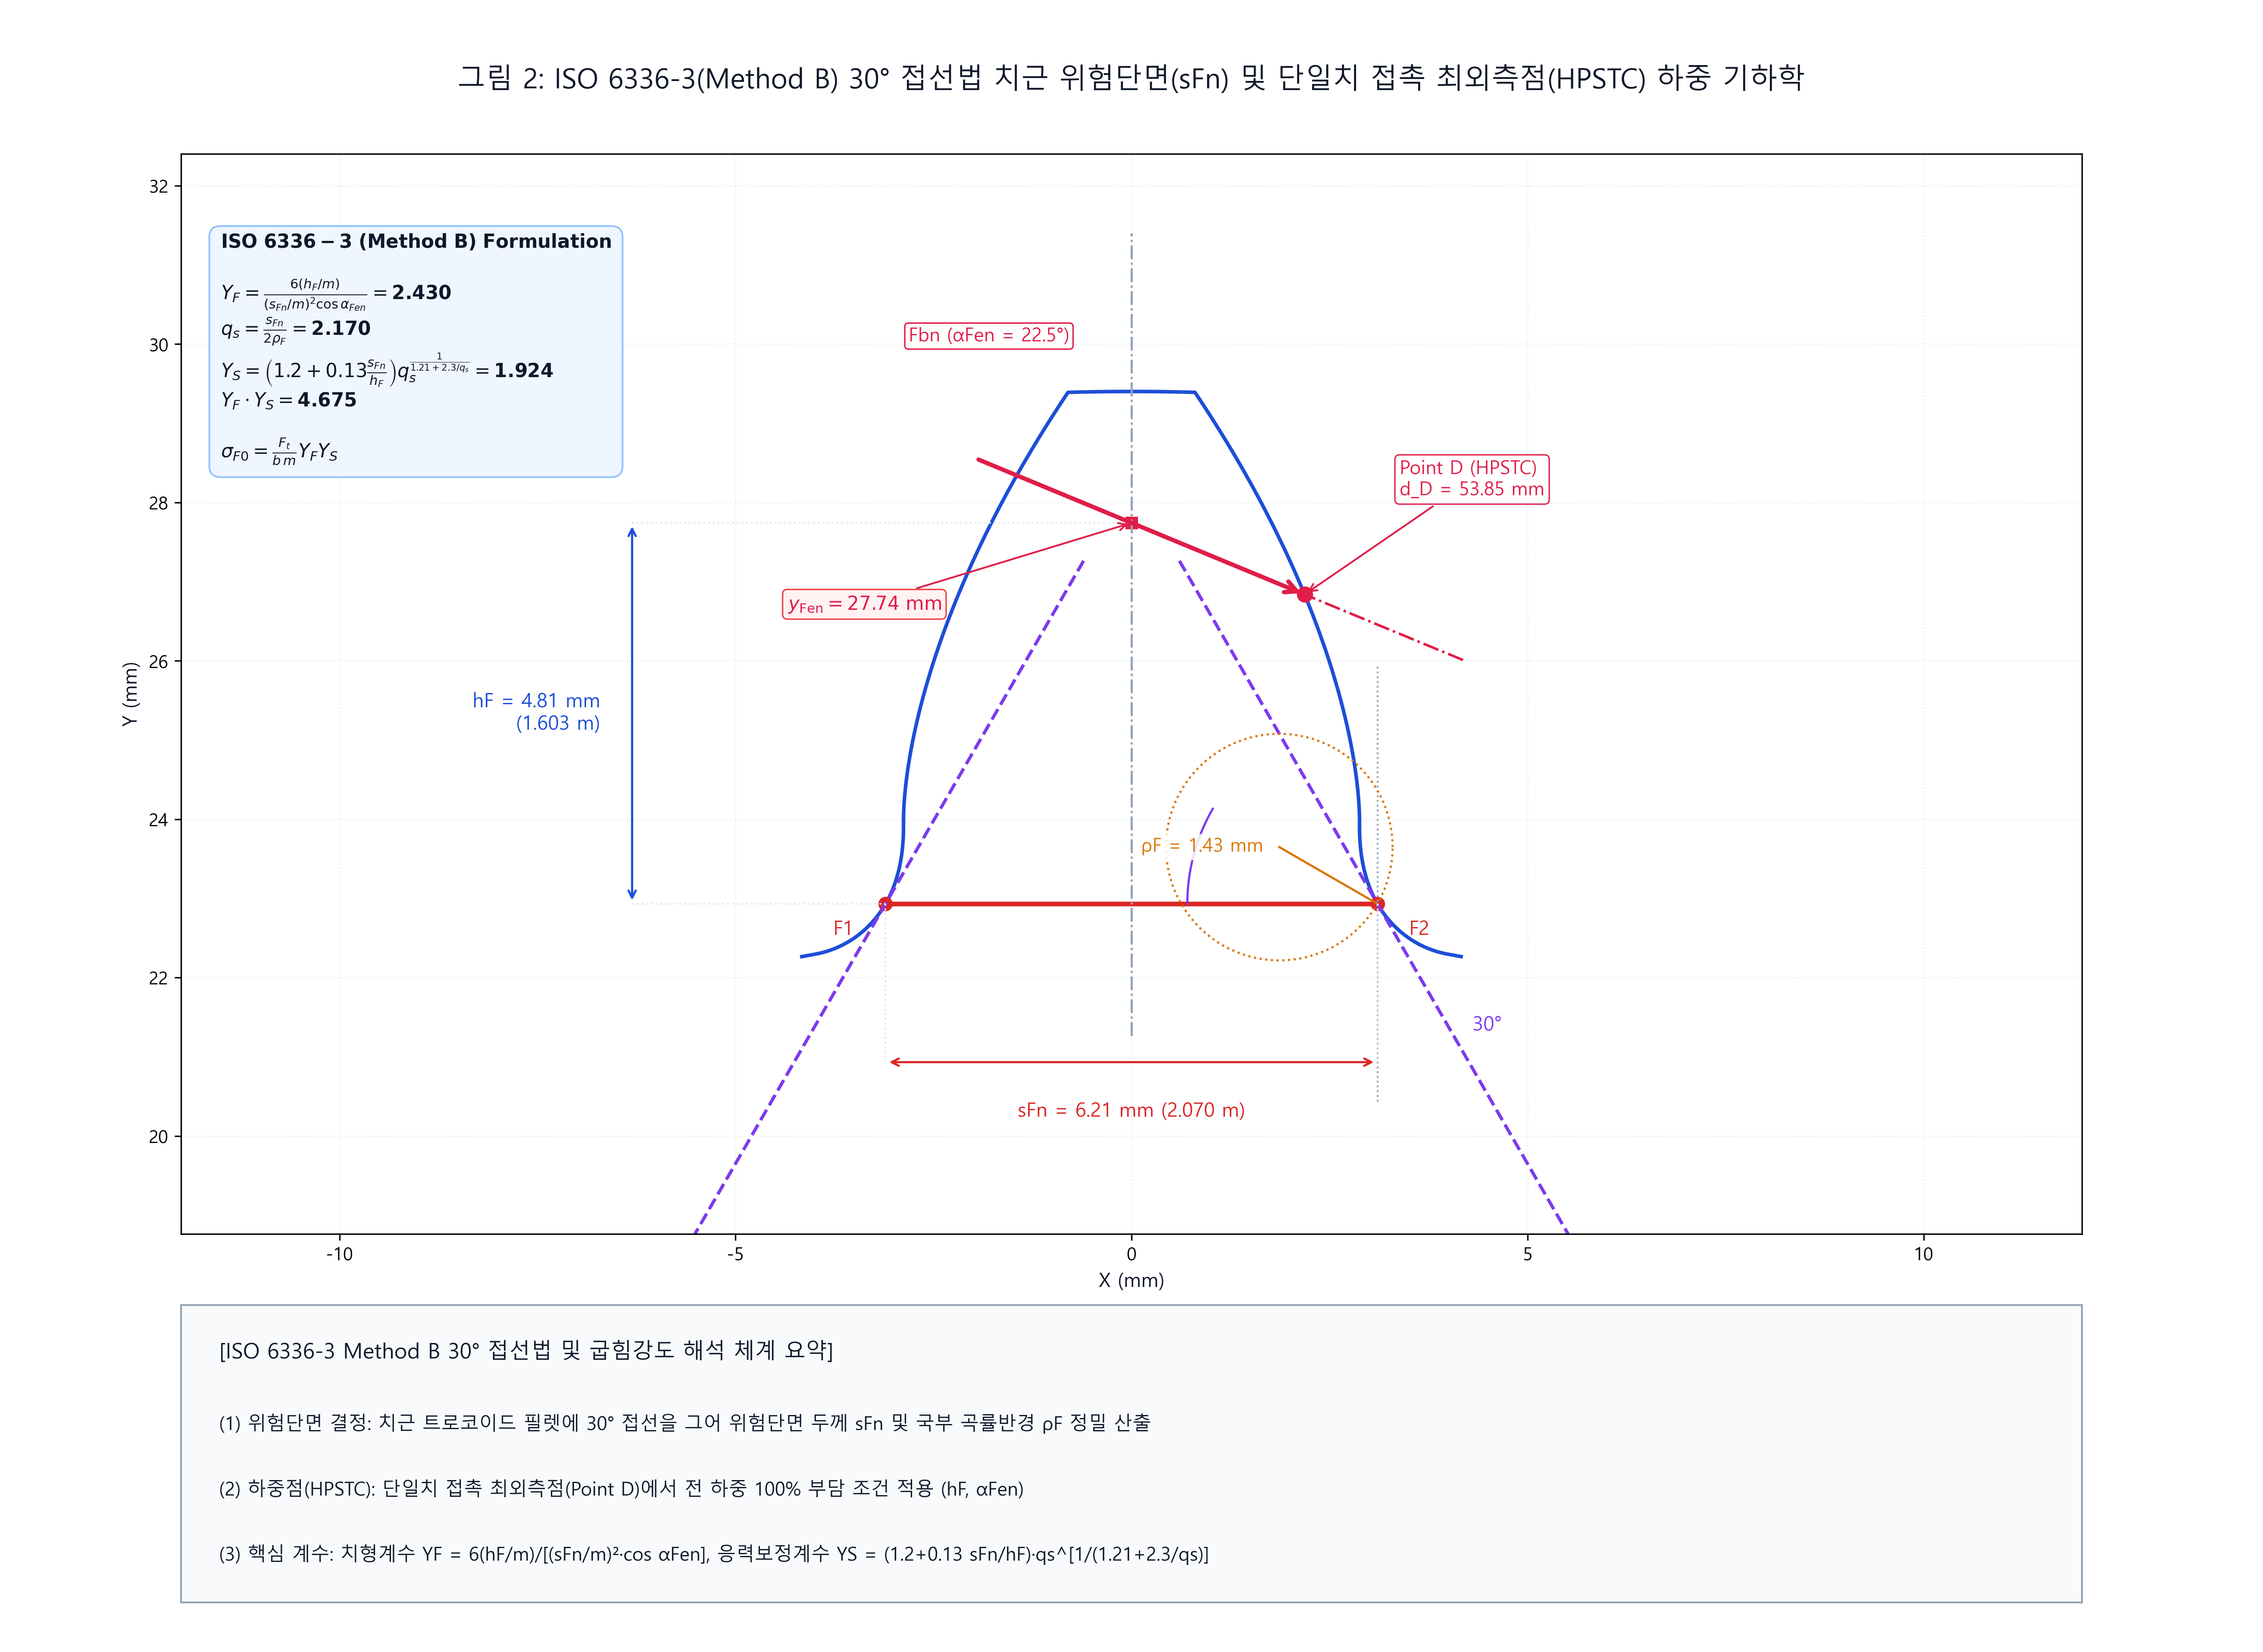 그림 2: ISO 6336-3(Method B) 30° 접선법 치근 위험단면(sFn) 및 단일치 접촉 최외측점(HPSTC) 하중 기하학
ISO 6336 − 3 (Method B) Formulation
Y_F = 6(h_F/m) / ((s_Fn/m)² cos α_Fen) = 2.430
q_s = s_Fn / 2ρ_F = 2.170
Y_S = (1.2 + 0.13 s_Fn/h_F) q_s^(1/(1.21 + 2.3/q_s)) = 1.924
Y_F · Y_S = 4.675
σ_F0 = F_t/(b m) Y_F Y_S
Fbn (αFen = 22.5°)
Point D (HPSTC)
d_D = 53.85 mm
y_Fen = 27.74 mm
hF = 4.81 mm
(1.603 m)
ρF = 1.43 mm
F1
F2
30°
sFn = 6.21 mm (2.070 m)
Y (mm)
32
30
28
26
24
22
20
-10
-5
0
5
10
X (mm)
[ISO 6336-3 Method B 30° 접선법 및 굽힘강도 해석 체계 요약]
(1) 위험단면 결정: 치근 트로코이드 필렛에 30° 접선을 그어 위험단면 두께 sFn 및 국부 곡률반경 ρF 정밀 산출
(2) 하중점(HPSTC): 단일치 접촉 최외측점(Point D)에서 전 하중 100% 부담 조건 적용 (hF, αFen)
(3) 핵심 계수: 치형계수 YF = 6(hF/m)/[(sFn/m)²·cos αFen], 응력보정계수 YS = (1.2+0.13 sFn/hF)·qs^[1/(1.21+2.3/qs)]